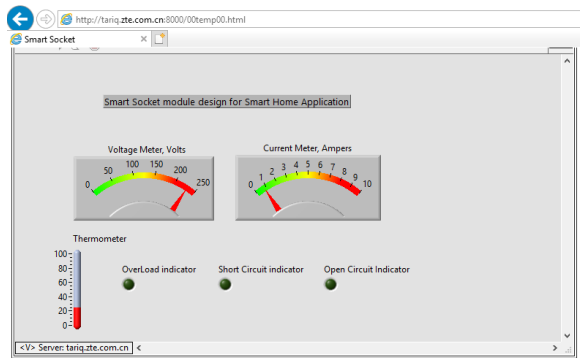 http://tariq.zte.com.cn:8000/00temp00.html
Smart Socket
Smart Socket module design for Smart Home Application
Voltage Meter, Volts
0 50 100 150 200 250
Current Meter, Ampers
0 1 2 3 4 5 6 7 8 9 10
Thermometer
100
80
60
40
20
0
OverLoad indicator
Short Circuit indicator
Open Circuit Indicator
<V> Server: tariq.zte.com.cn